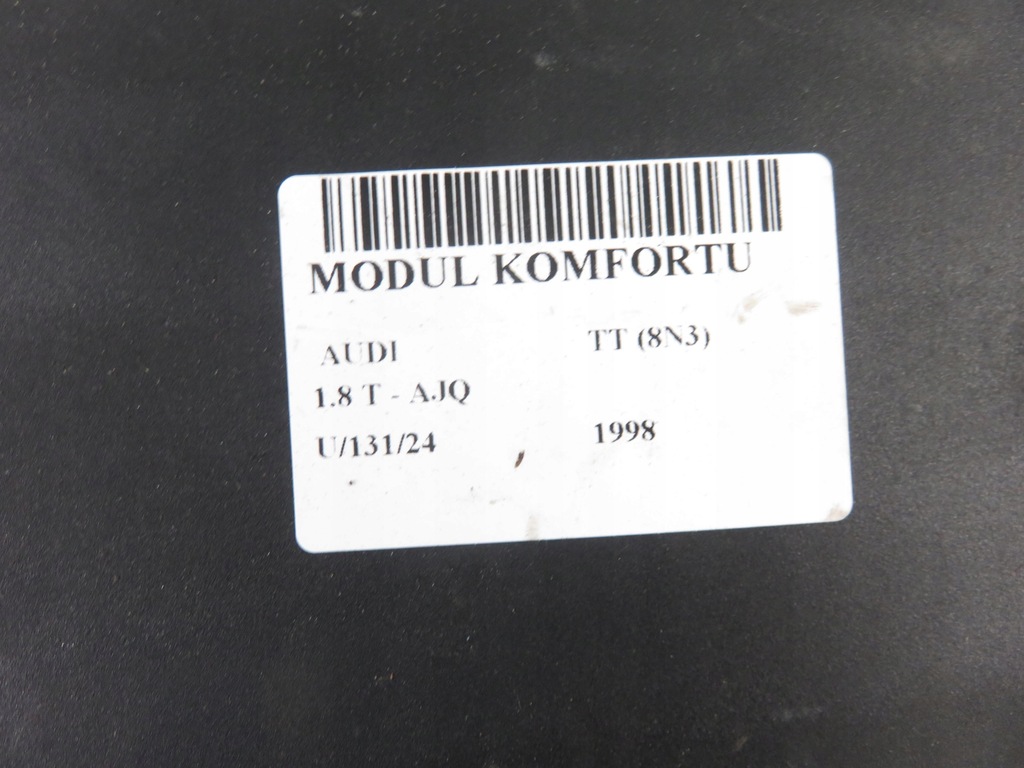 MODUL KOMFORTU
AUDI TT (8N3)
1.8 T - AJQ
U/131/24 1998